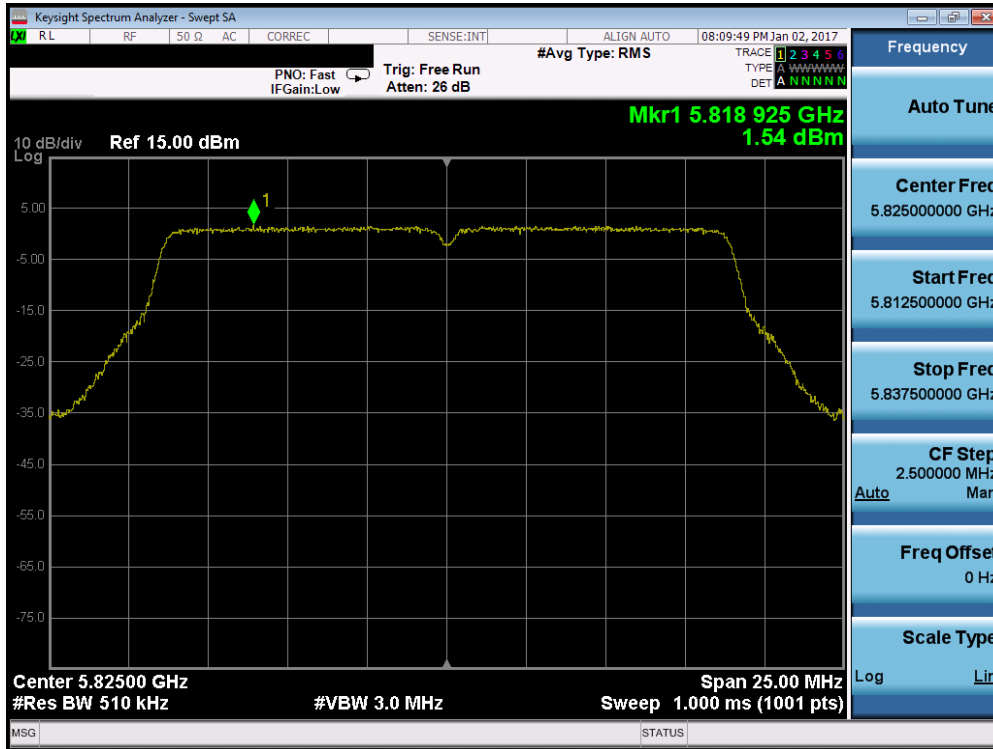 Keysight Spectrum Analyzer - Swept SA
LXI RL RF 50 Ω AC CORREC SENSE:INT ALIGN AUTO 08:09:49 PM Jan 02, 2017
#Avg Type: RMS
TRACE 1 2 3 4 5 6
PNO: Fast Trig: Free Run
TYPE A WWWWW
IFGain:Low Atten: 26 dB
DET A N N N N N
Mkr1 5.818 925 GHz
1.54 dBm
10 dB/div Ref 15.00 dBm
Log
1
5.00
-5.00
-15.0
-25.0
-35.0
-45.0
-55.0
-65.0
-75.0
Center 5.82500 GHz Span 25.00 MHz
#Res BW 510 kHz #VBW 3.0 MHz Sweep 1.000 ms (1001 pts)
MSG STATUS
Frequency
Auto Tune
Center Freq
5.825000000 GHz
Start Freq
5.812500000 GHz
Stop Freq
5.837500000 GHz
CF Step
2.500000 MHz
Auto Man
Freq Offset
0 Hz
Scale Type
Log Lin